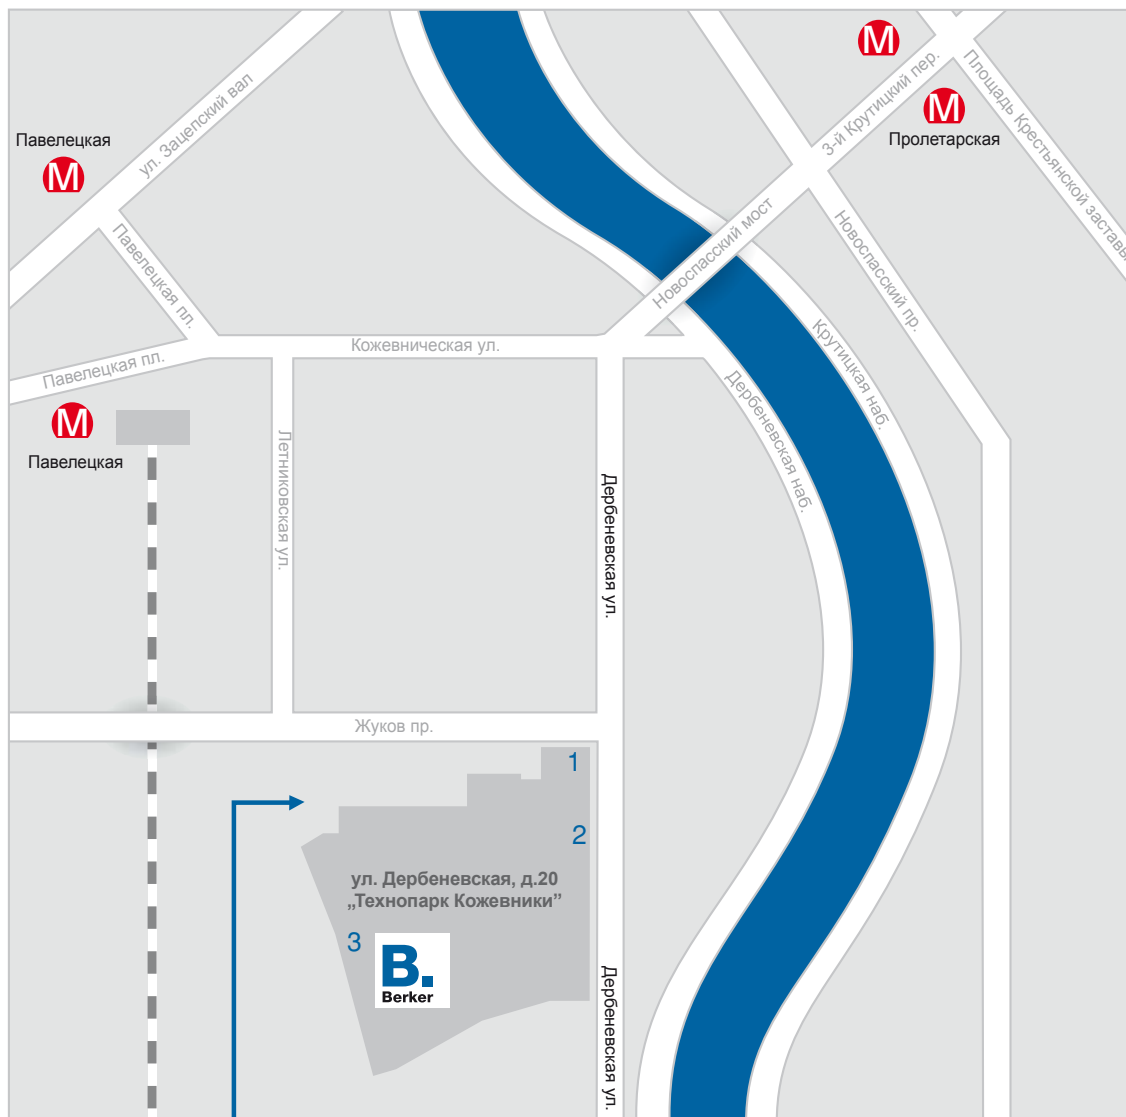 М
3-й Крутицкий пер.
Площадь Крестьянской заставы
ул. Зацепский вал
М
Пролетарская
Павелецкая
М
Новоспасский мост
Новоспасский пр.
Павелецкая пл.
Крутицкая наб.
Кожевническая ул.
Павелецкая пл.
Дербеневская наб.
М
Павелецкая
Летниковская ул.
Дербеневская ул.
Жуков пр.
1
2
ул. Дербеневская, д.20
„Технопарк Кожевники”
3
B.
Berker
Дербеневская ул.